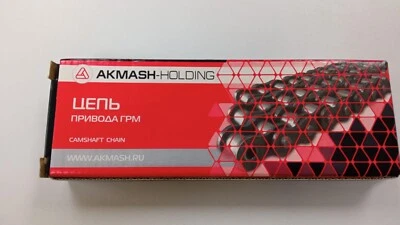 AKMASH-HOLDING
ЦЕПЬ
ПРИВОДА ГРМ
CAMSHAFT CHAIN
WWW.AKMASH.RU